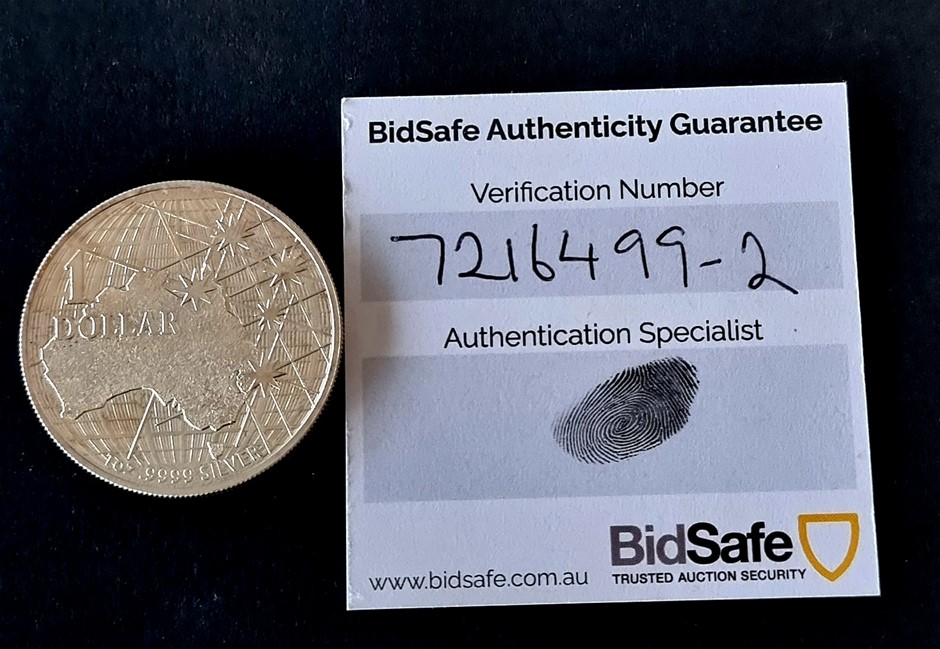 1
DOLLAR
1oz .9999 SILVER
BidSafe Authenticity Guarantee
Verification Number
7216499-2
Authentication Specialist
BidSafe
TRUSTED AUCTION SECURITY
www.bidsafe.com.au